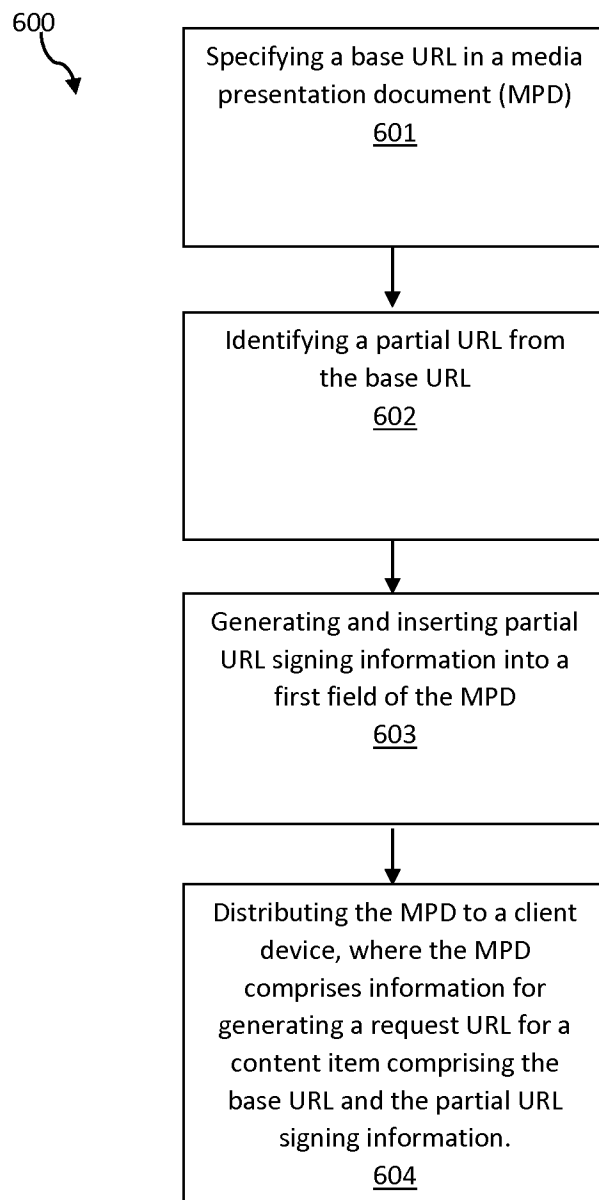 600
Specifying a base URL in a media
presentation document (MPD)
601
Identifying a partial URL from
the base URL
602
Generating and inserting partial
URL signing information into a
first field of the MPD
603
Distributing the MPD to a client
device, where the MPD
comprises information for
generating a request URL for a
content item comprising the
base URL and the partial URL
signing information.
604